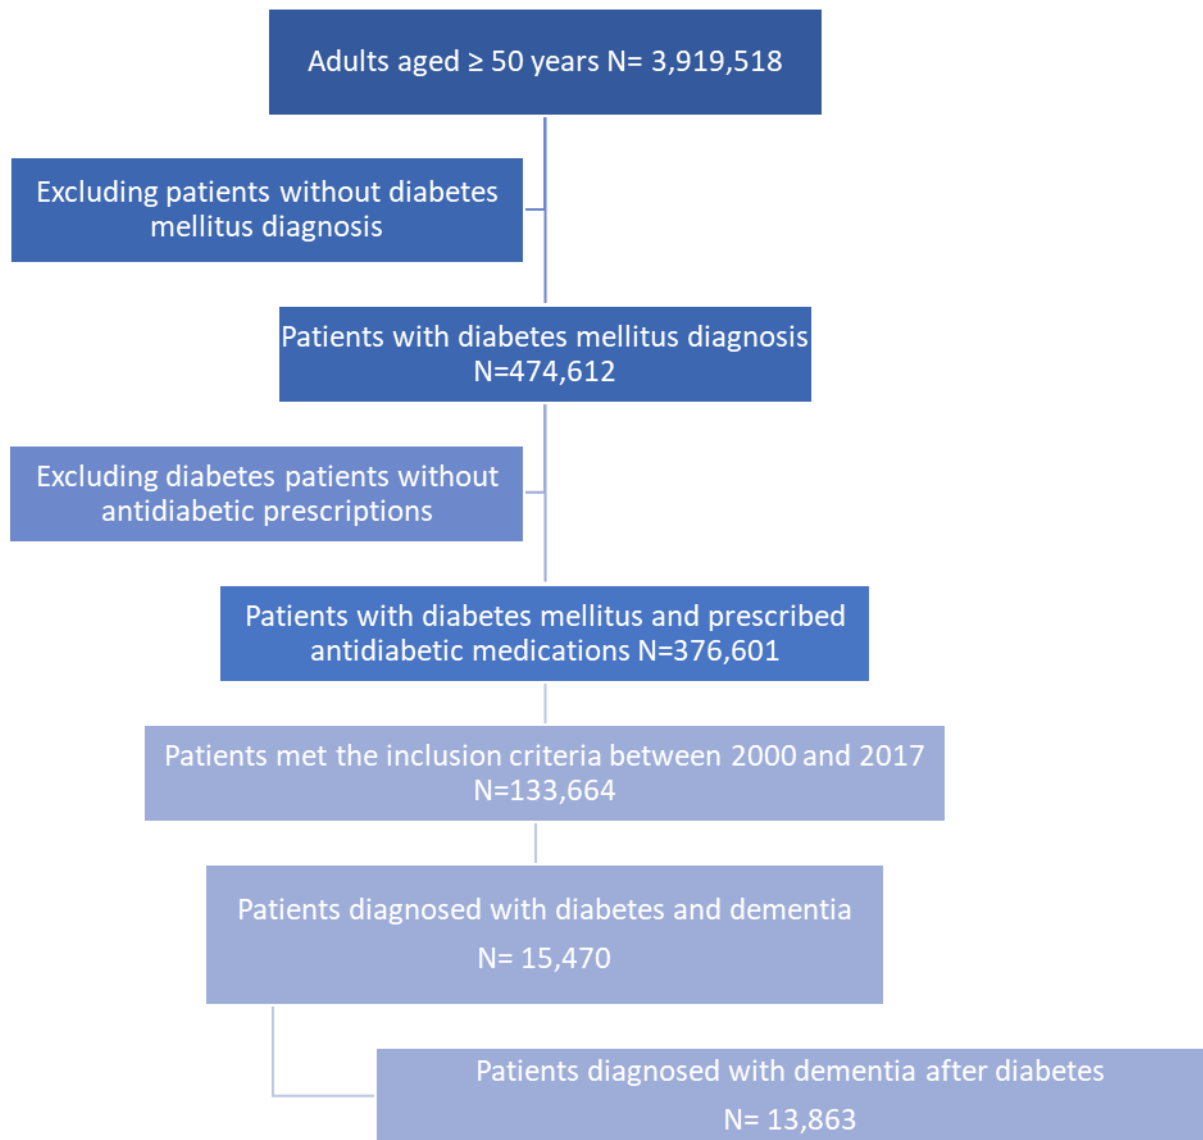 Adults aged ≥ 50 years N= 3,919,518
Excluding patients without diabetes
mellitus diagnosis
Patients with diabetes mellitus diagnosis
N=474,612
Excluding diabetes patients without
antidiabetic prescriptions
Patients with diabetes mellitus and prescribed
antidiabetic medications N=376,601
Patients met the inclusion criteria between 2000 and 2017
N=133,664
Patients diagnosed with diabetes and dementia
N= 15,470
Patients diagnosed with dementia after diabetes
N= 13,863